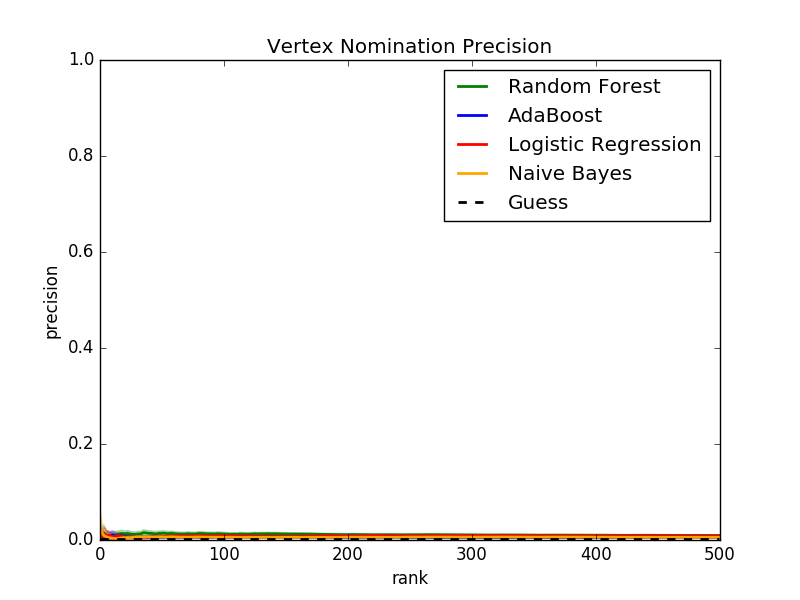 Vertex Nomination Precision
1.0
0.8
0.6
0.4
0.2
0.0
precision
Random Forest
AdaBoost
Logistic Regression
Naive Bayes
Guess
0 100 200 300 400 500
rank